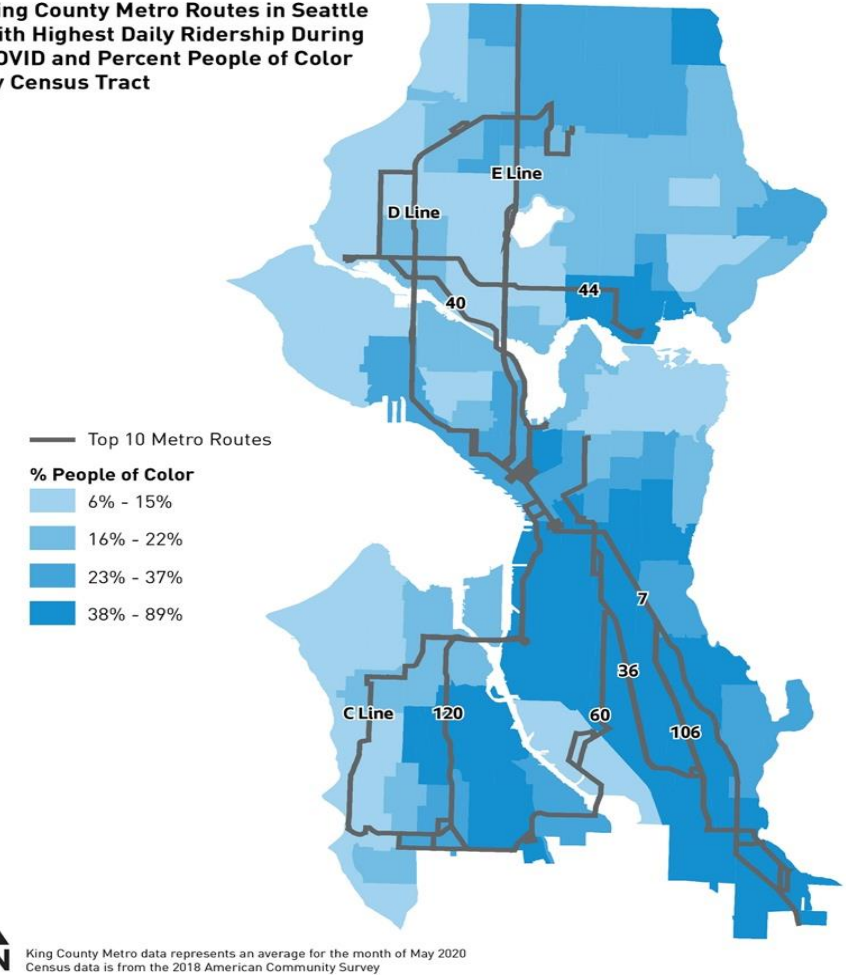 ing County Metro Routes in Seattle
ith Highest Daily Ridership During
OVID and Percent People of Color
y Census Tract
E Line
D Line
44
40
Top 10 Metro Routes
% People of Color
6% - 15%
16% - 22%
23% - 37%
38% - 89%
7
36
C Line
120
60
106
N
King County Metro data represents an average for the month of May 2020
Census data is from the 2018 American Community Survey